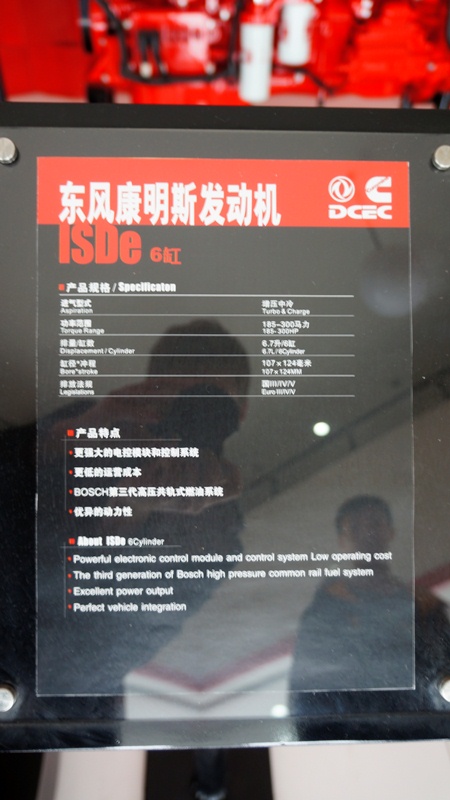 东风康明斯发动机
DCEC
ISDe 6缸
产品规格 / Specificaton
进气型式 增压中冷
Aspiration Turbo & Charge
功率范围 185-300马力
Torque Range 185-300HP
排量/缸数 6.7升/6缸
Displacement / Cylinder 6.7L / 6Cylinder
缸径*冲程 107×124毫米
Bore*stroke 107×124MM
排放法规 国III/IV/V
Legislations Euro III/IV/V
产品特点
更强大的电控模块和控制系统
更低的运营成本
BOSCH第三代高压共轨式燃油系统
优异的动力性
About ISDe 6Cylinder
Powerful electronic control module and control system Low operating cost
The third generation of Bosch high pressure common rail fuel system
Excellent power output
Perfect vehicle integration